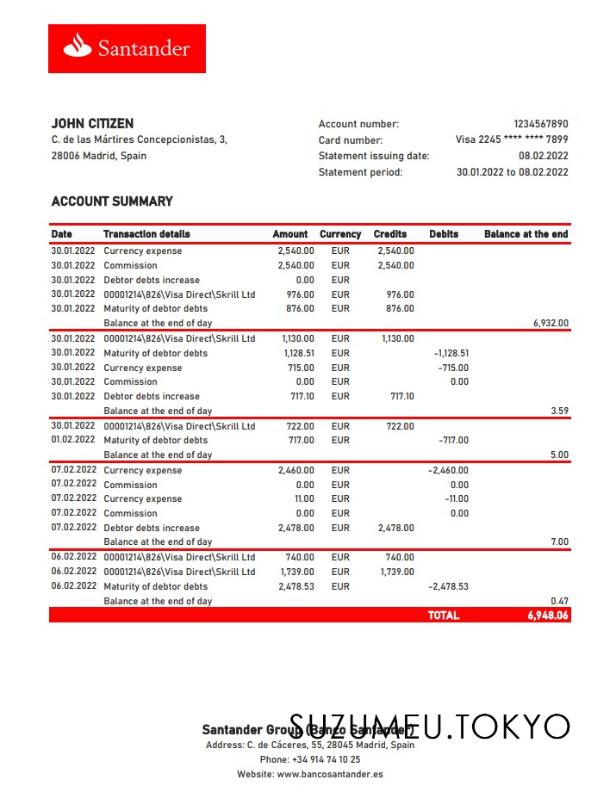 Santander
JOHN CITIZEN
C. de las Mártires Concepcionistas, 3,
28006 Madrid, Spain
Account number: 1234567890
Card number: Visa 2245 **** **** 7899
Statement issuing date: 08.02.2022
Statement period: 30.01.2022 to 08.02.2022
ACCOUNT SUMMARY
Date Transaction details Amount Currency Credits Debits Balance at the end
30.01.2022 Currency expense 2,540.00 EUR 2,540.00
30.01.2022 Commission 2,540.00 EUR 2,540.00
30.01.2022 Debtor debts increase 0.00 EUR
30.01.2022 00001214\826\Visa Direct\Skrill Ltd 976.00 EUR 976.00
30.01.2022 Maturity of debtor debts 876.00 EUR 876.00
Balance at the end of day 6,932.00
30.01.2022 00001214\826\Visa Direct\Skrill Ltd 1,130.00 EUR 1,130.00
30.01.2022 Maturity of debtor debts 1,128.51 EUR -1,128.51
30.01.2022 Currency expense 715.00 EUR -715.00
30.01.2022 Commission 0.00 EUR 0.00
30.01.2022 Debtor debts increase 717.10 EUR 717.10
Balance at the end of day 3.59
30.01.2022 00001214\826\Visa Direct\Skrill Ltd 722.00 EUR 722.00
01.02.2022 Maturity of debtor debts 717.00 EUR -717.00
Balance at the end of day 5.00
07.02.2022 Currency expense 2,460.00 EUR -2,460.00
07.02.2022 Commission 0.00 EUR 0.00
07.02.2022 Currency expense 11.00 EUR -11.00
07.02.2022 Commission 0.00 EUR 0.00
07.02.2022 Debtor debts increase 2,478.00 EUR 2,478.00
Balance at the end of day 7.00
06.02.2022 00001214\826\Visa Direct\Skrill Ltd 740.00 EUR 740.00
06.02.2022 00001214\826\Visa Direct\Skrill Ltd 1,739.00 EUR 1,739.00
06.02.2022 Maturity of debtor debts 2,478.53 EUR -2,478.53
Balance at the end of day 0.47
TOTAL 6,948.06
Santander Group (Banco Santander)
SUZUMEU.TOKYO
Address: C. de Cáceres, 55, 28045 Madrid, Spain
Phone: +34 914 74 10 25
Website: www.bancosantander.es